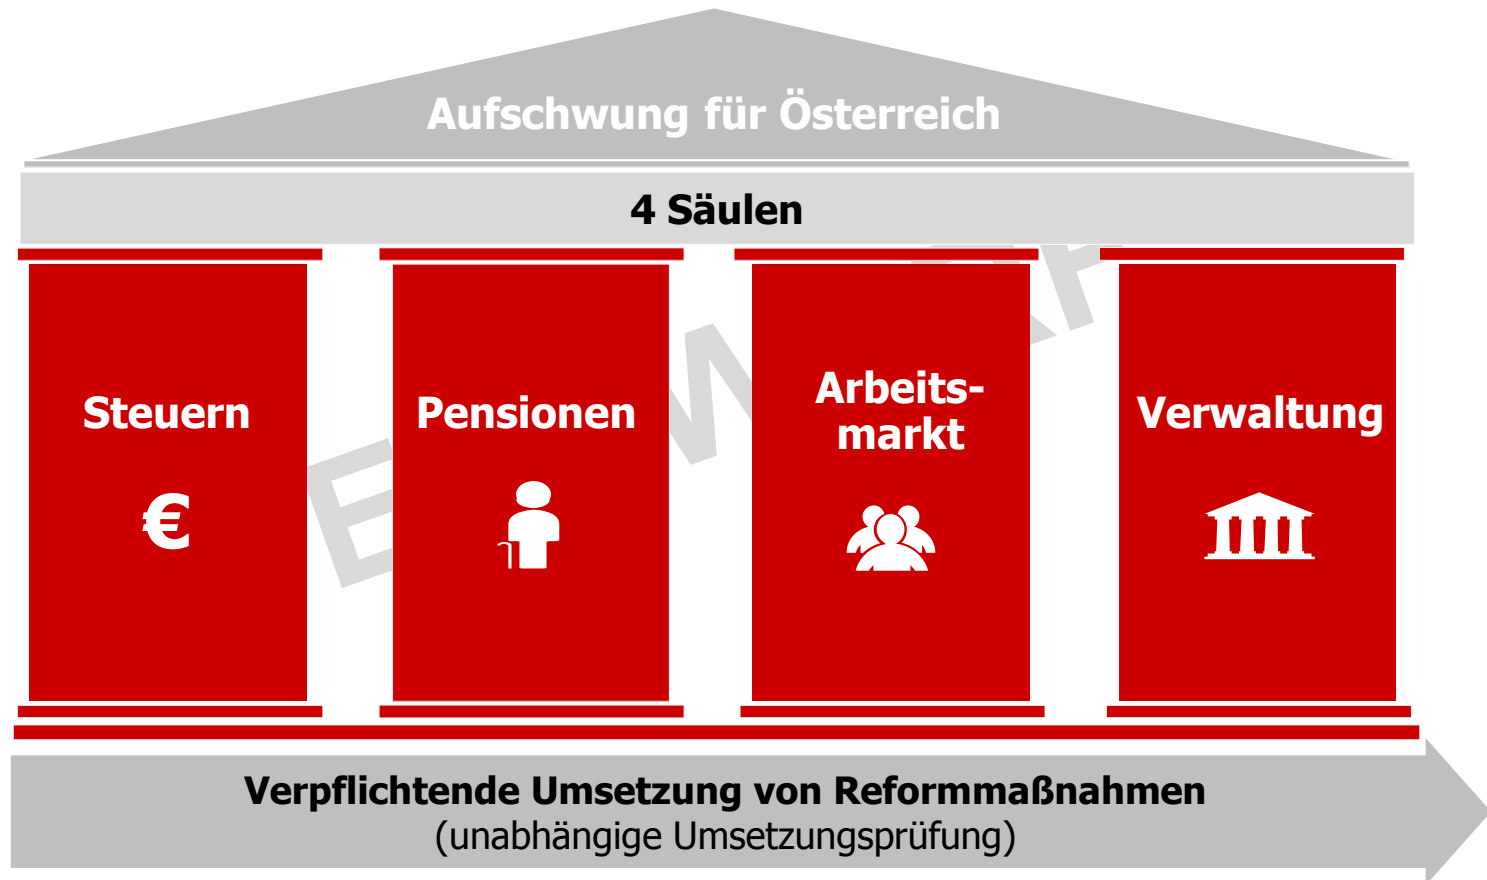 Aufschwung für Österreich
4 Säulen
Steuern
€
Pensionen
Arbeits-
markt
Verwaltung
Verpflichtende Umsetzung von Reformmaßnahmen
(unabhängige Umsetzungsprüfung)